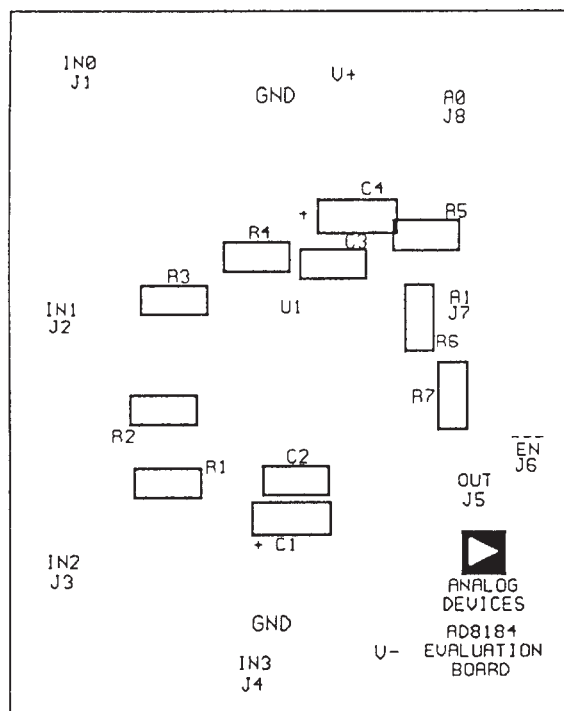 IN0
J1
V+
GND
A0
J8
C4
+
R5
R4
C3
R3
U1
IN1
J2
A1
J7
R6
R7
R2
R1
C2
EN
J6
OUT
J5
+ C1
IN2
J3
ANALOG
DEVICES
GND
AD8184
V- EVALUATION
BOARD
IN3
J4